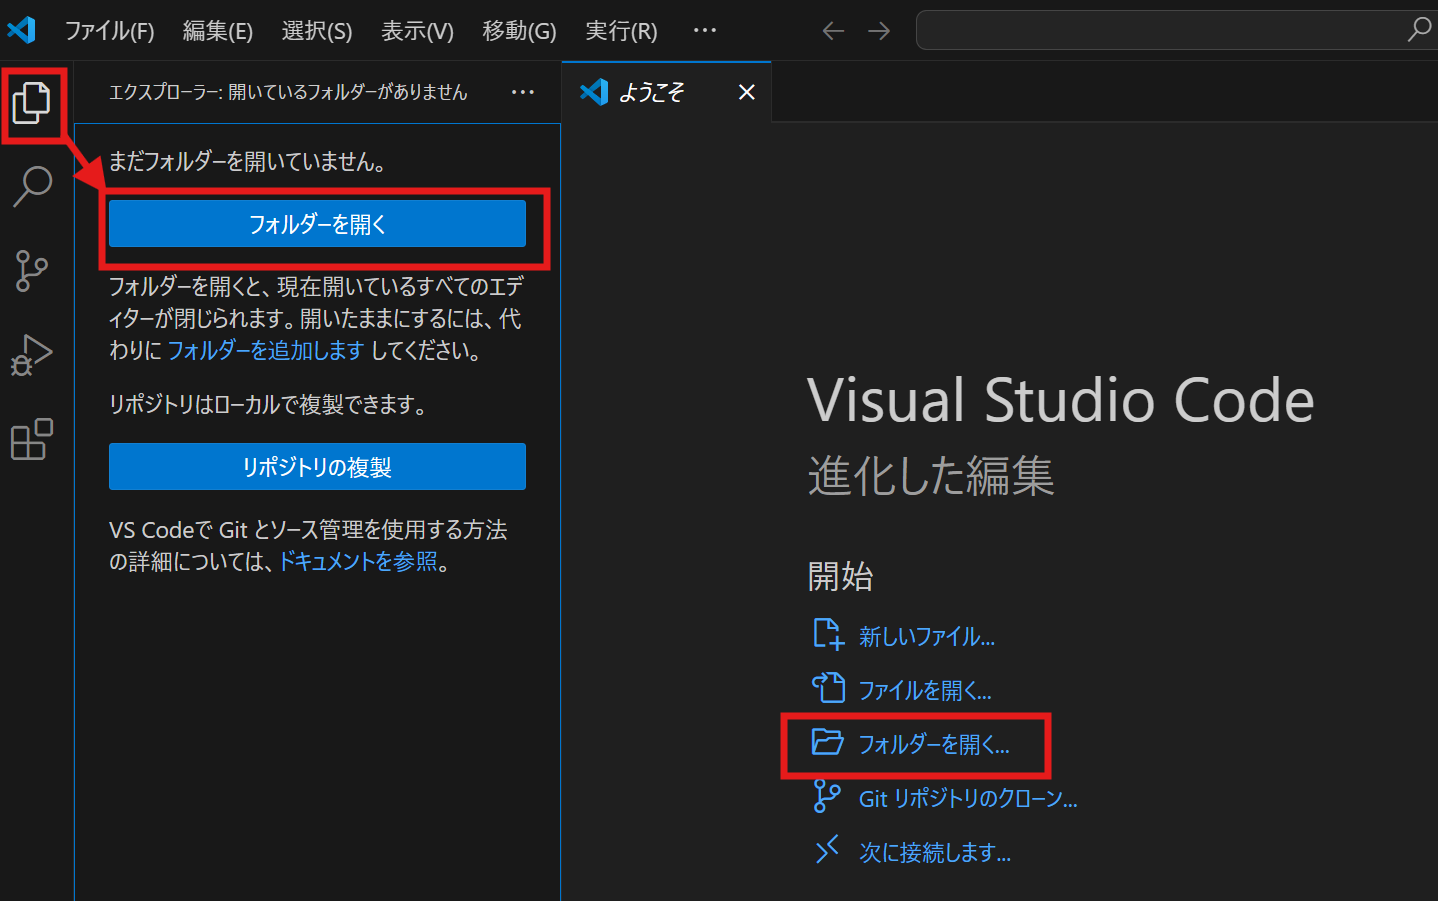 ファイル(F) 編集(E) 選択(S) 表示(V) 移動(G) 実行(R) ···
エクスプローラー: 開いているフォルダーがありません ···
ようこそ
まだフォルダーを開いていません。
フォルダーを開く
フォルダーを開くと、現在開いているすべてのエデ
ィターが閉じられます。開いたままにするには、代
わりに フォルダーを追加します してください。
リポジトリはローカルで複製できます。
リポジトリの複製
VS Codeで Git とソース管理を使用する方法
の詳細については、ドキュメントを参照。
Visual Studio Code
進化した編集
開始
新しいファイル...
ファイルを開く...
フォルダーを開く...
Git リポジトリのクローン...
次に接続します...